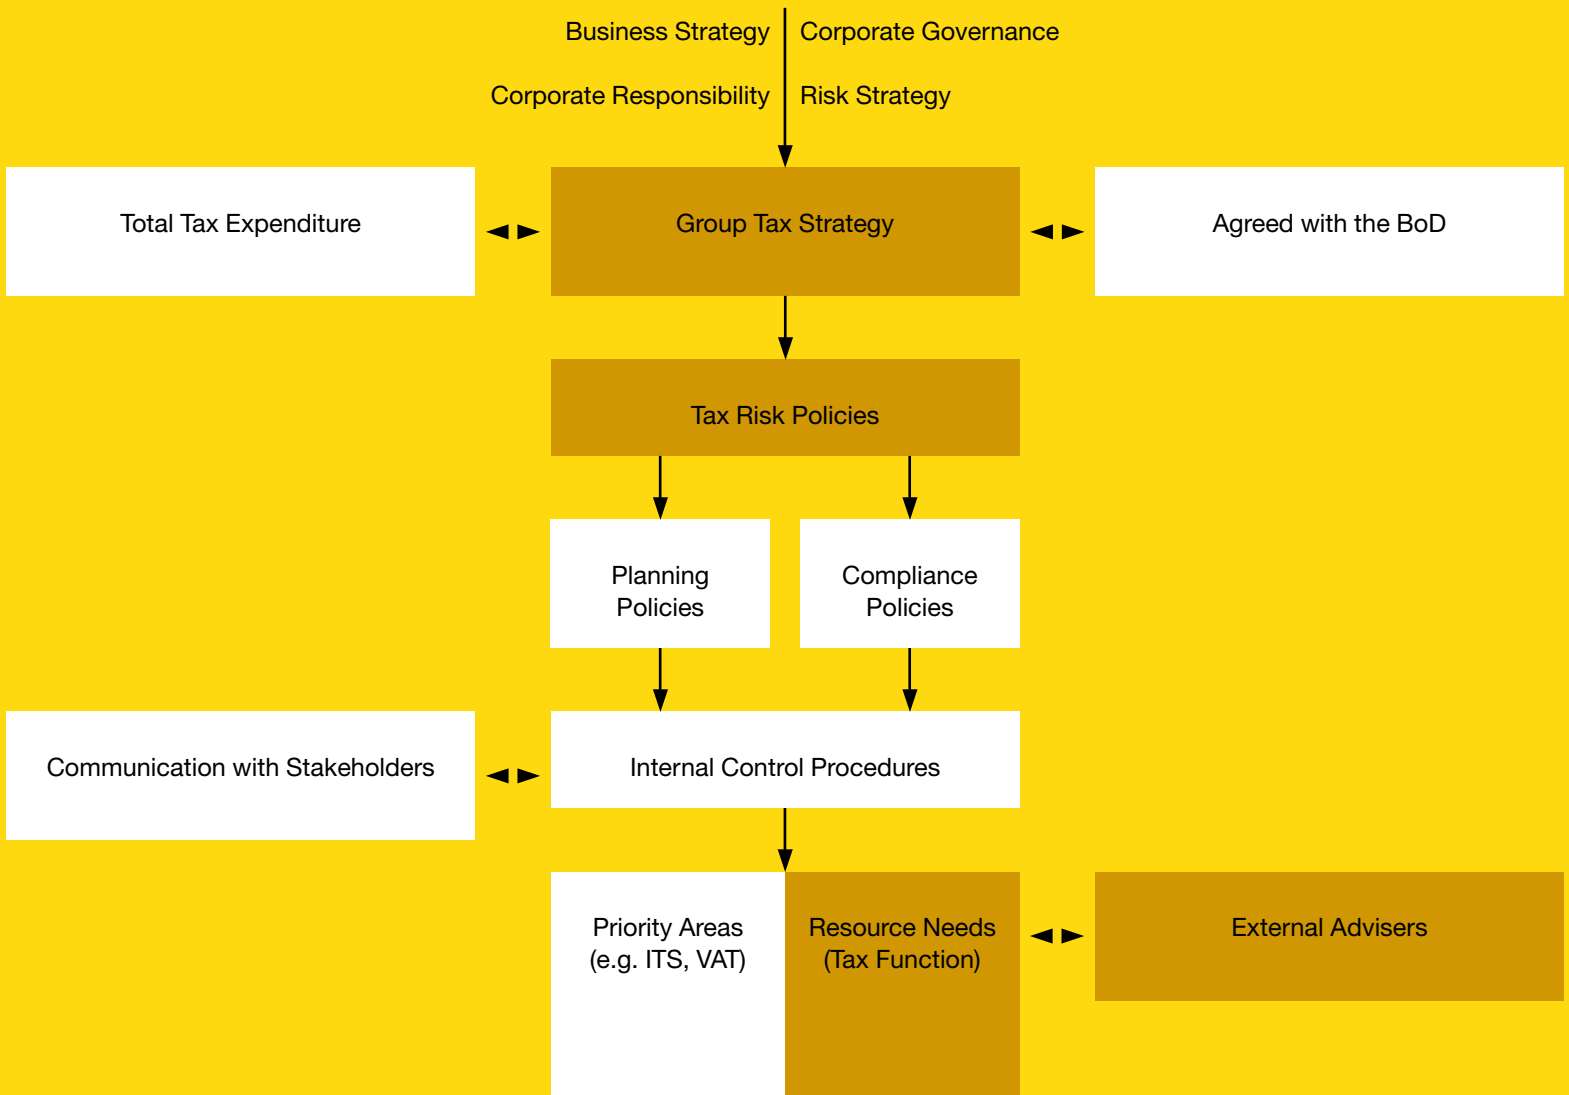 Business Strategy
Corporate Governance
Corporate Responsibility
Risk Strategy
Total Tax Expenditure
Group Tax Strategy
Agreed with the BoD
Tax Risk Policies
Planning
Policies
Compliance
Policies
Communication with Stakeholders
Internal Control Procedures
Priority Areas
(e.g. ITS, VAT)
Resource Needs
(Tax Function)
External Advisers